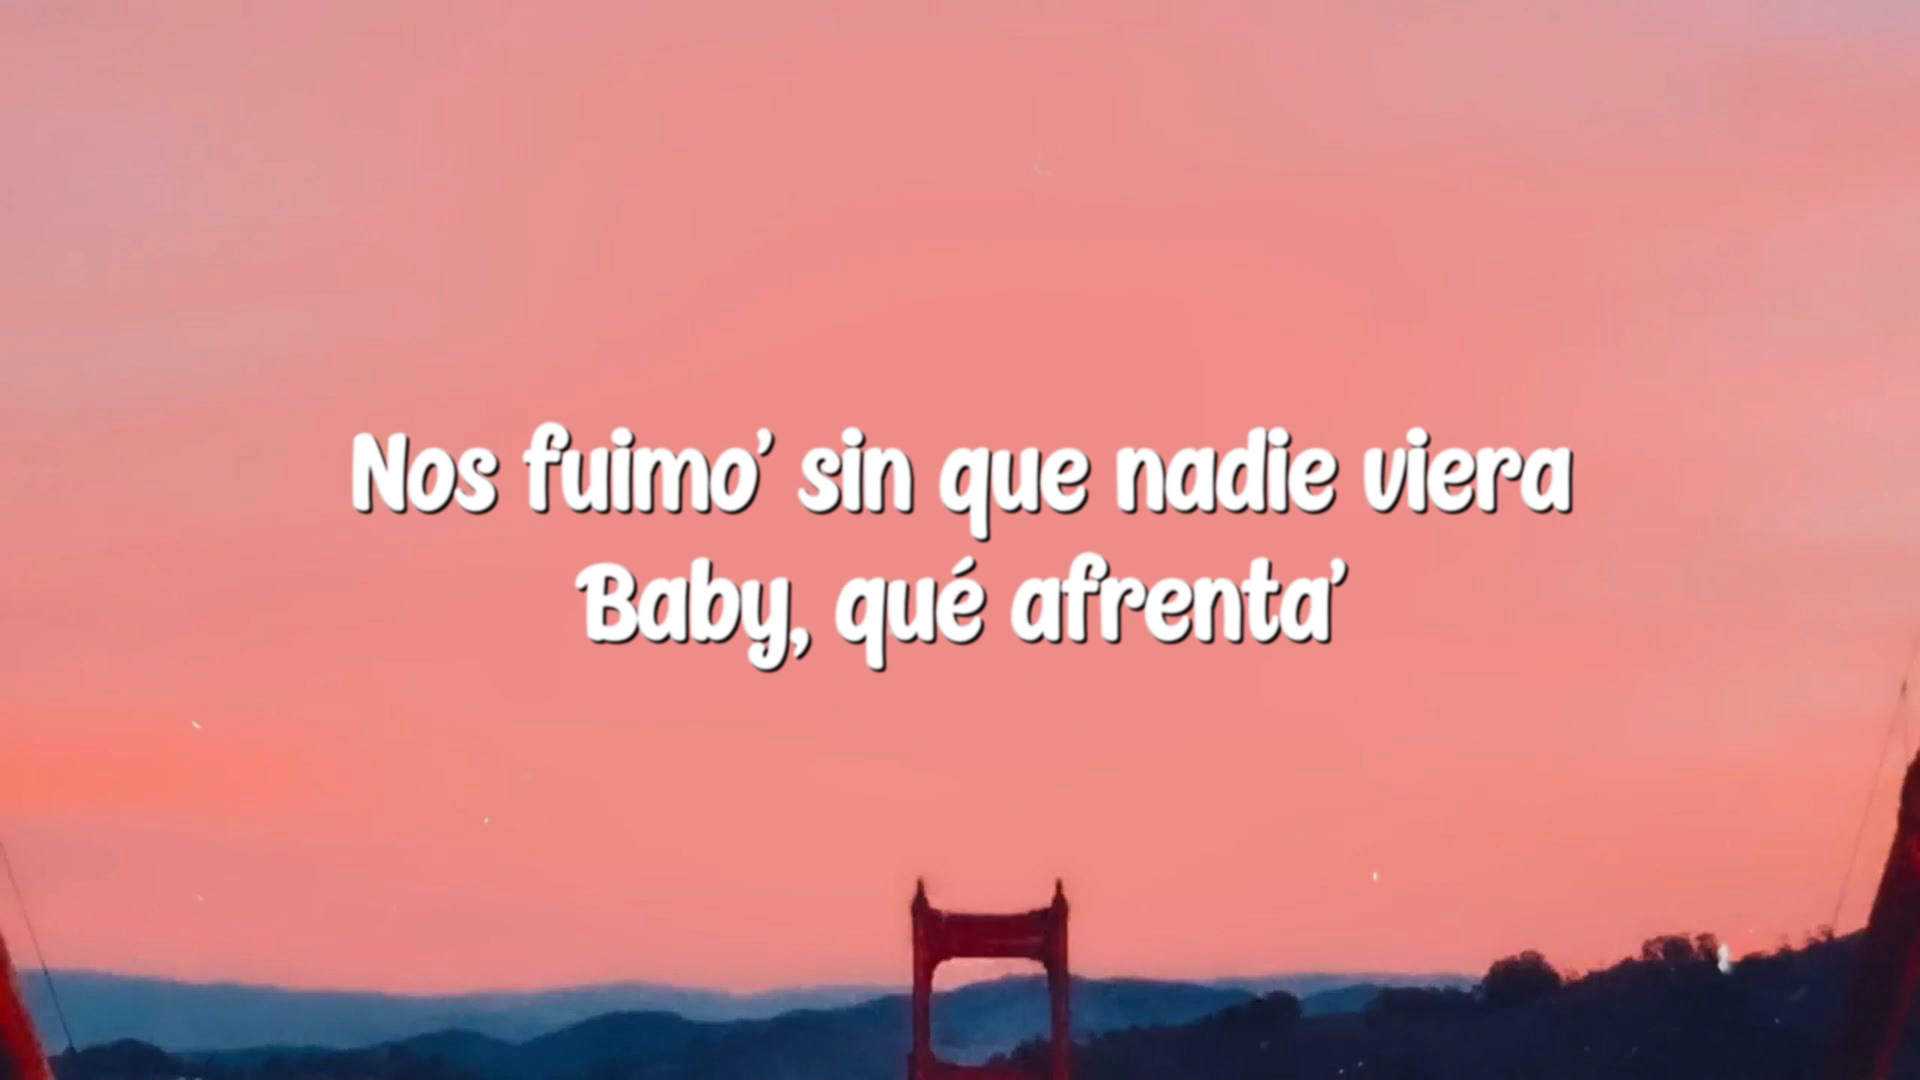 Nos fuimo’ sin que nadie viera
Baby, qué afrenta’